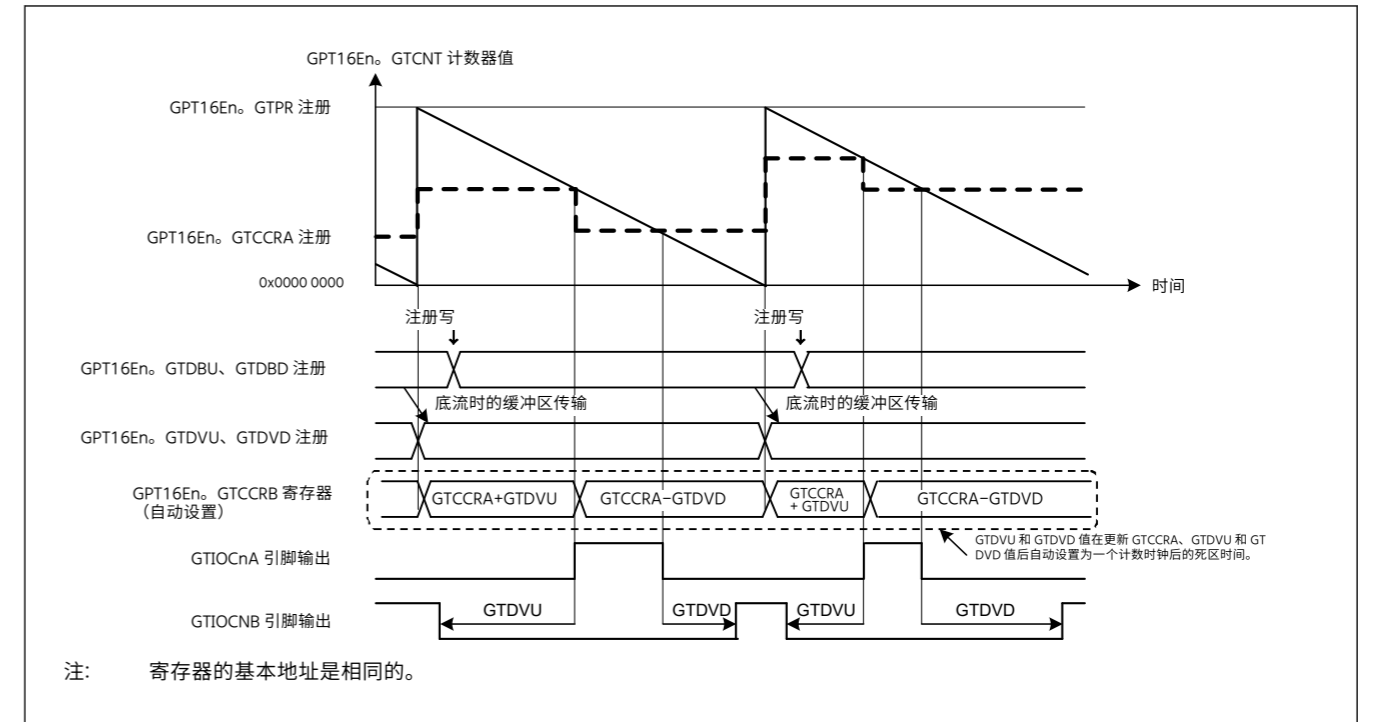 GPT16En。GTCNT 计数器值
GPT16En。GTPR 注册
GPT16En。GTCCRA 注册
0x0000 0000
时间
注册写
注册写
GPT16En。GTDBU、GTDBD 注册
底流时的缓冲区传输
底流时的缓冲区传输
GPT16En。GTDVU、GTDVD 注册
GPT16En。GTCCRB 寄存器
（自动设置）
GTCCRA+GTDVU
GTCCRA−GTDVD
GTCCRA
+ GTDVU
GTCCRA−GTDVD
GTDVU 和 GTDVD 值在更新 GTCCRA、GTDVU 和 GT
DVD 值后自动设置为一个计数时钟后的死区时间。
GTIOCnA 引脚输出
GTIOCNB 引脚输出
GTDVU
GTDVD
GTDVU
GTDVD
注: 寄存器的基本地址是相同的。